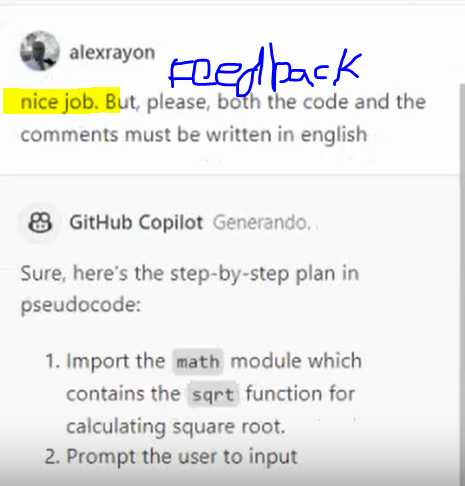 alexrayon
Feedback
nice job. But, please, both the code and the
comments must be written in english
GitHub Copilot Generando.
Sure, here's the step-by-step plan in
pseudocode:
1. Import the math module which
contains the sqrt function for
calculating square root.
2. Prompt the user to input